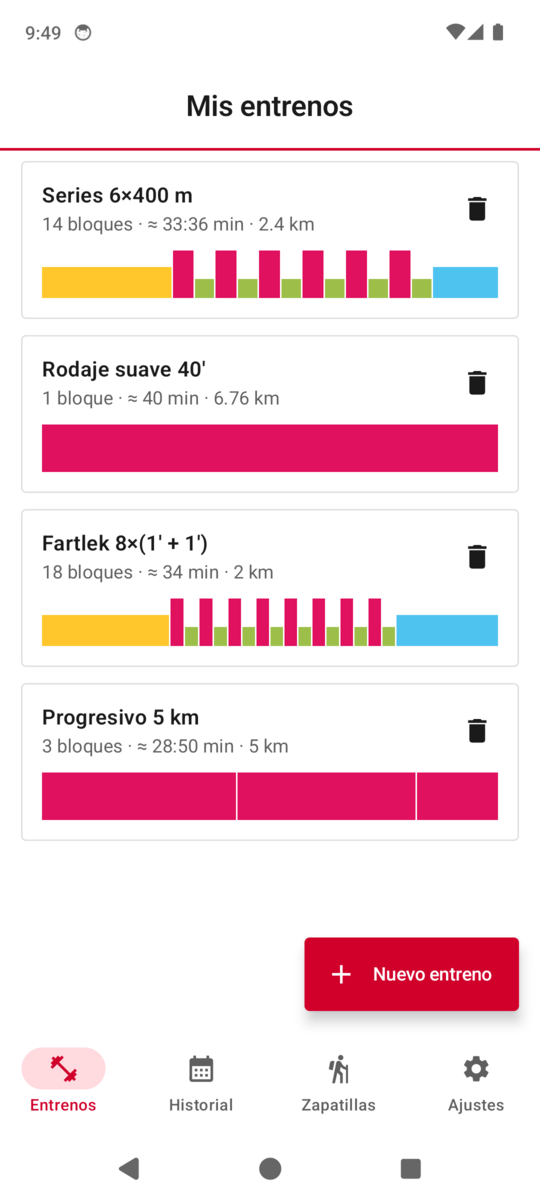 9:49
Mis entrenos
Series 6×400 m
14 bloques · ≈ 33:36 min · 2.4 km
Rodaje suave 40'
1 bloque · ≈ 40 min · 6.76 km
Fartlek 8×(1' + 1')
18 bloques · ≈ 34 min · 2 km
Progresivo 5 km
3 bloques · ≈ 28:50 min · 5 km
Nuevo entreno
Entrenos
Historial
Zapatillas
Ajustes